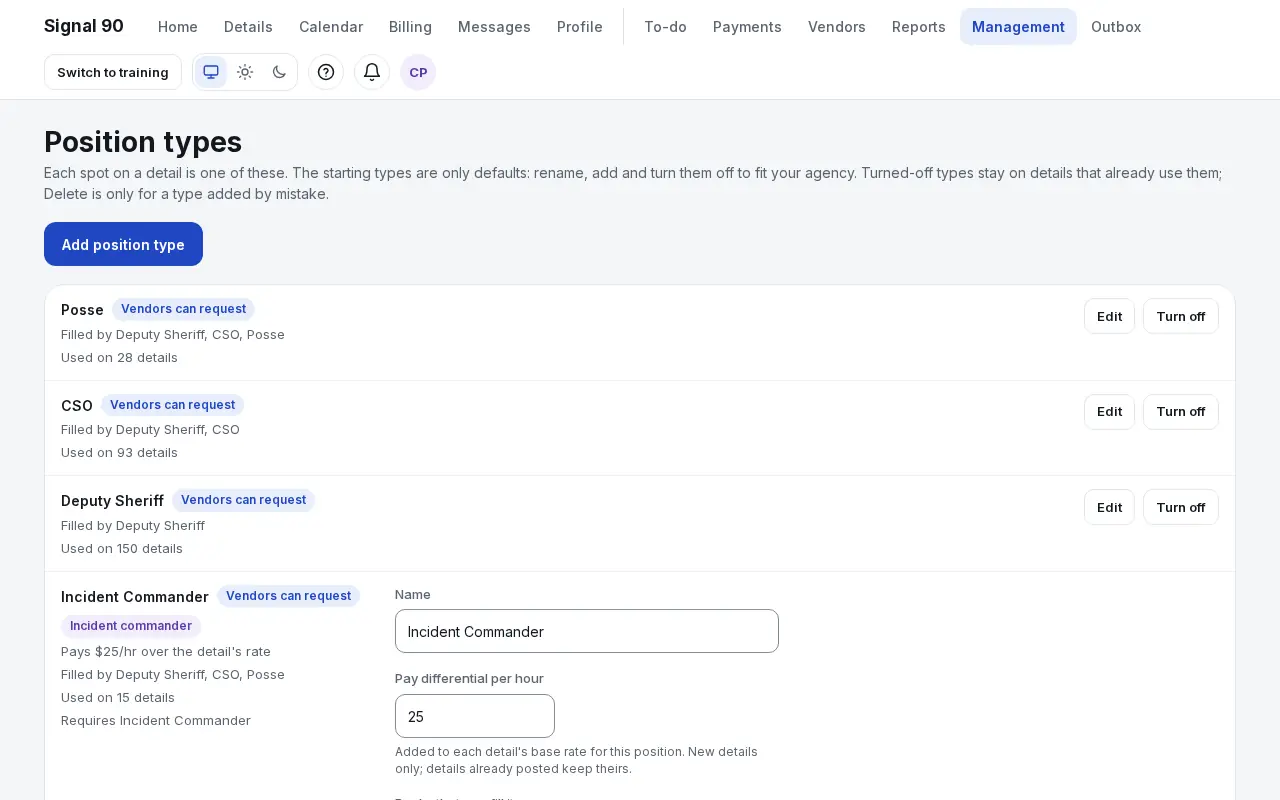 Signal 90
Home
Details
Calendar
Billing
Messages
Profile
To-do
Payments
Vendors
Reports
Management
Outbox
Switch to training
CP
Position types
Each spot on a detail is one of these. The starting types are only defaults: rename, add and turn them off to fit your agency. Turned-off types stay on details that already use them;
Delete is only for a type added by mistake.
Add position type
Posse
Vendors can request
Filled by Deputy Sheriff, CSO, Posse
Used on 28 details
Edit
Turn off
CSO
Vendors can request
Filled by Deputy Sheriff, CSO
Used on 93 details
Edit
Turn off
Deputy Sheriff
Vendors can request
Filled by Deputy Sheriff
Used on 150 details
Edit
Turn off
Incident Commander
Vendors can request
Incident commander
Pays $25/hr over the detail's rate
Filled by Deputy Sheriff, CSO, Posse
Used on 15 details
Requires Incident Commander
Name
Incident Commander
Pay differential per hour
25
Added to each detail's base rate for this position. New details
only; details already posted keep theirs.